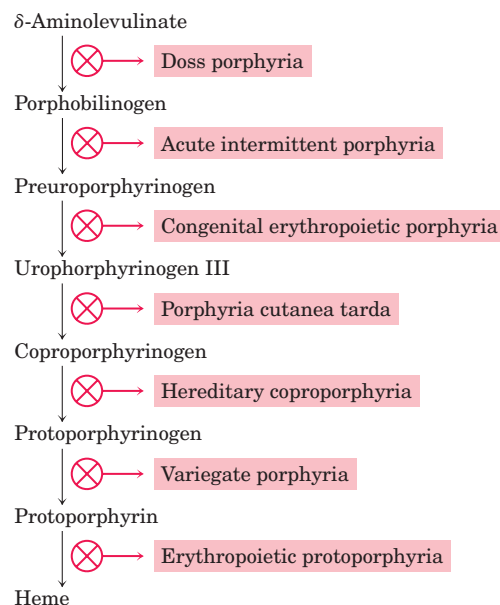 δ-Aminolevulinate
Doss porphyria
Porphobilinogen
Acute intermittent porphyria
Preuroporphyrinogen
Congenital erythropoietic porphyria
Urophorphyrinogen III
Porphyria cutanea tarda
Coproporphyrinogen
Hereditary coproporphyria
Protoporphyrinogen
Variegate porphyria
Protoporphyrin
Erythropoietic protoporphyria
Heme